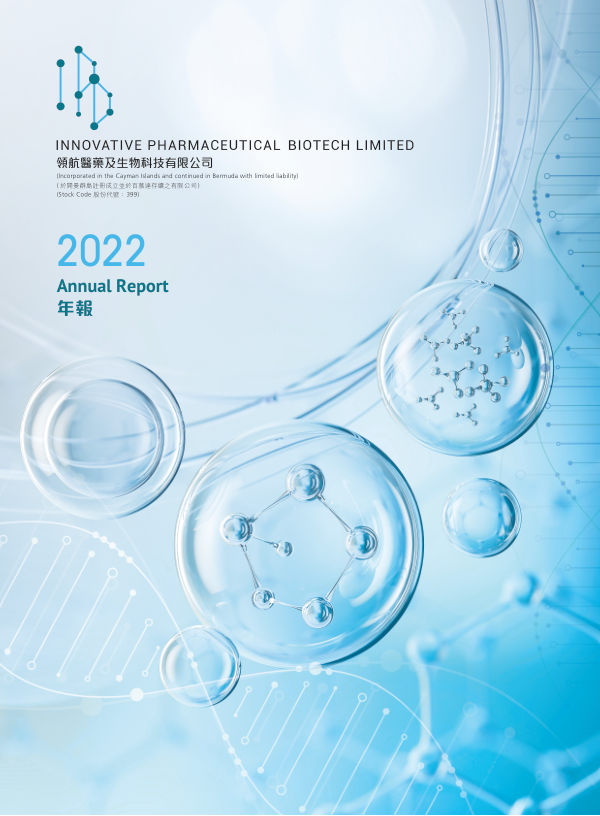 INNOVATIVE PHARMACEUTICAL BIOTECH LIMITED
領航醫藥及生物科技有限公司
(Incorporated in the Cayman Islands and continued in Bermuda with limited liability)
(於開曼群島註冊成立並於百慕達存續之有限公司)
(Stock Code 股份代號：399)
2022
Annual Report
年報